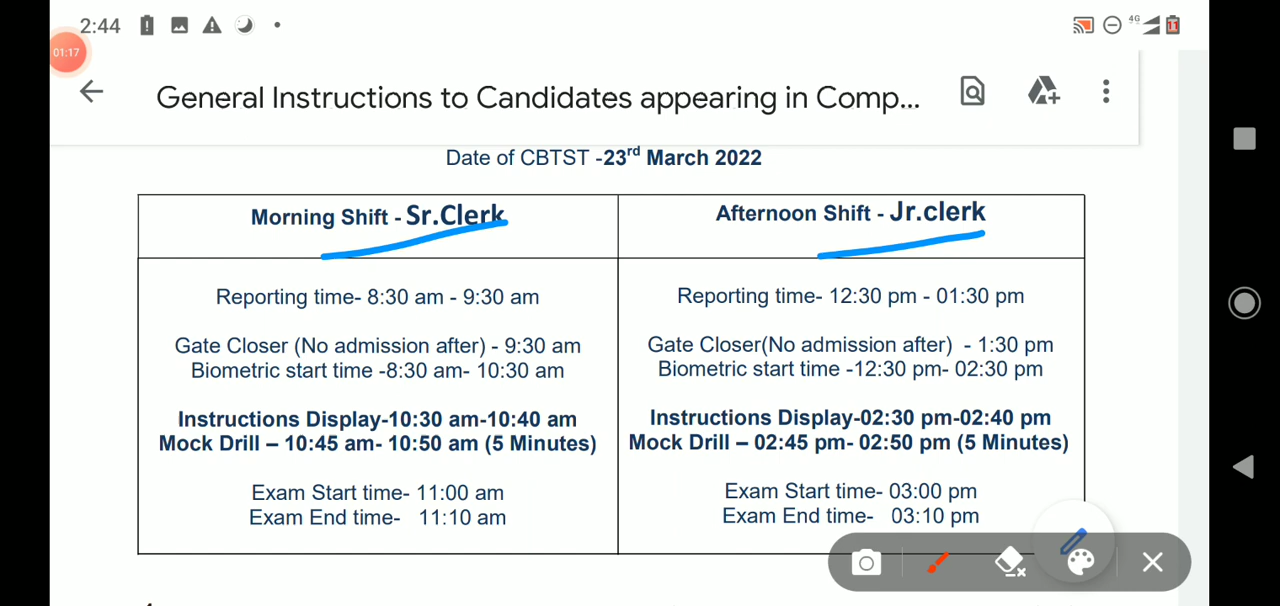 2:44
4G
11
01:17
General Instructions to Candidates appearing in Comp...
Date of CBTST -23rd March 2022
Morning Shift - Sr.Clerk
Afternoon Shift - Jr.clerk
Reporting time- 8:30 am - 9:30 am
Gate Closer (No admission after) - 9:30 am
Biometric start time -8:30 am- 10:30 am
Instructions Display-10:30 am-10:40 am
Mock Drill – 10:45 am- 10:50 am (5 Minutes)
Exam Start time- 11:00 am
Exam End time- 11:10 am
Reporting time- 12:30 pm - 01:30 pm
Gate Closer(No admission after) - 1:30 pm
Biometric start time -12:30 pm- 02:30 pm
Instructions Display-02:30 pm-02:40 pm
Mock Drill – 02:45 pm- 02:50 pm (5 Minutes)
Exam Start time- 03:00 pm
Exam End time- 03:10 pm